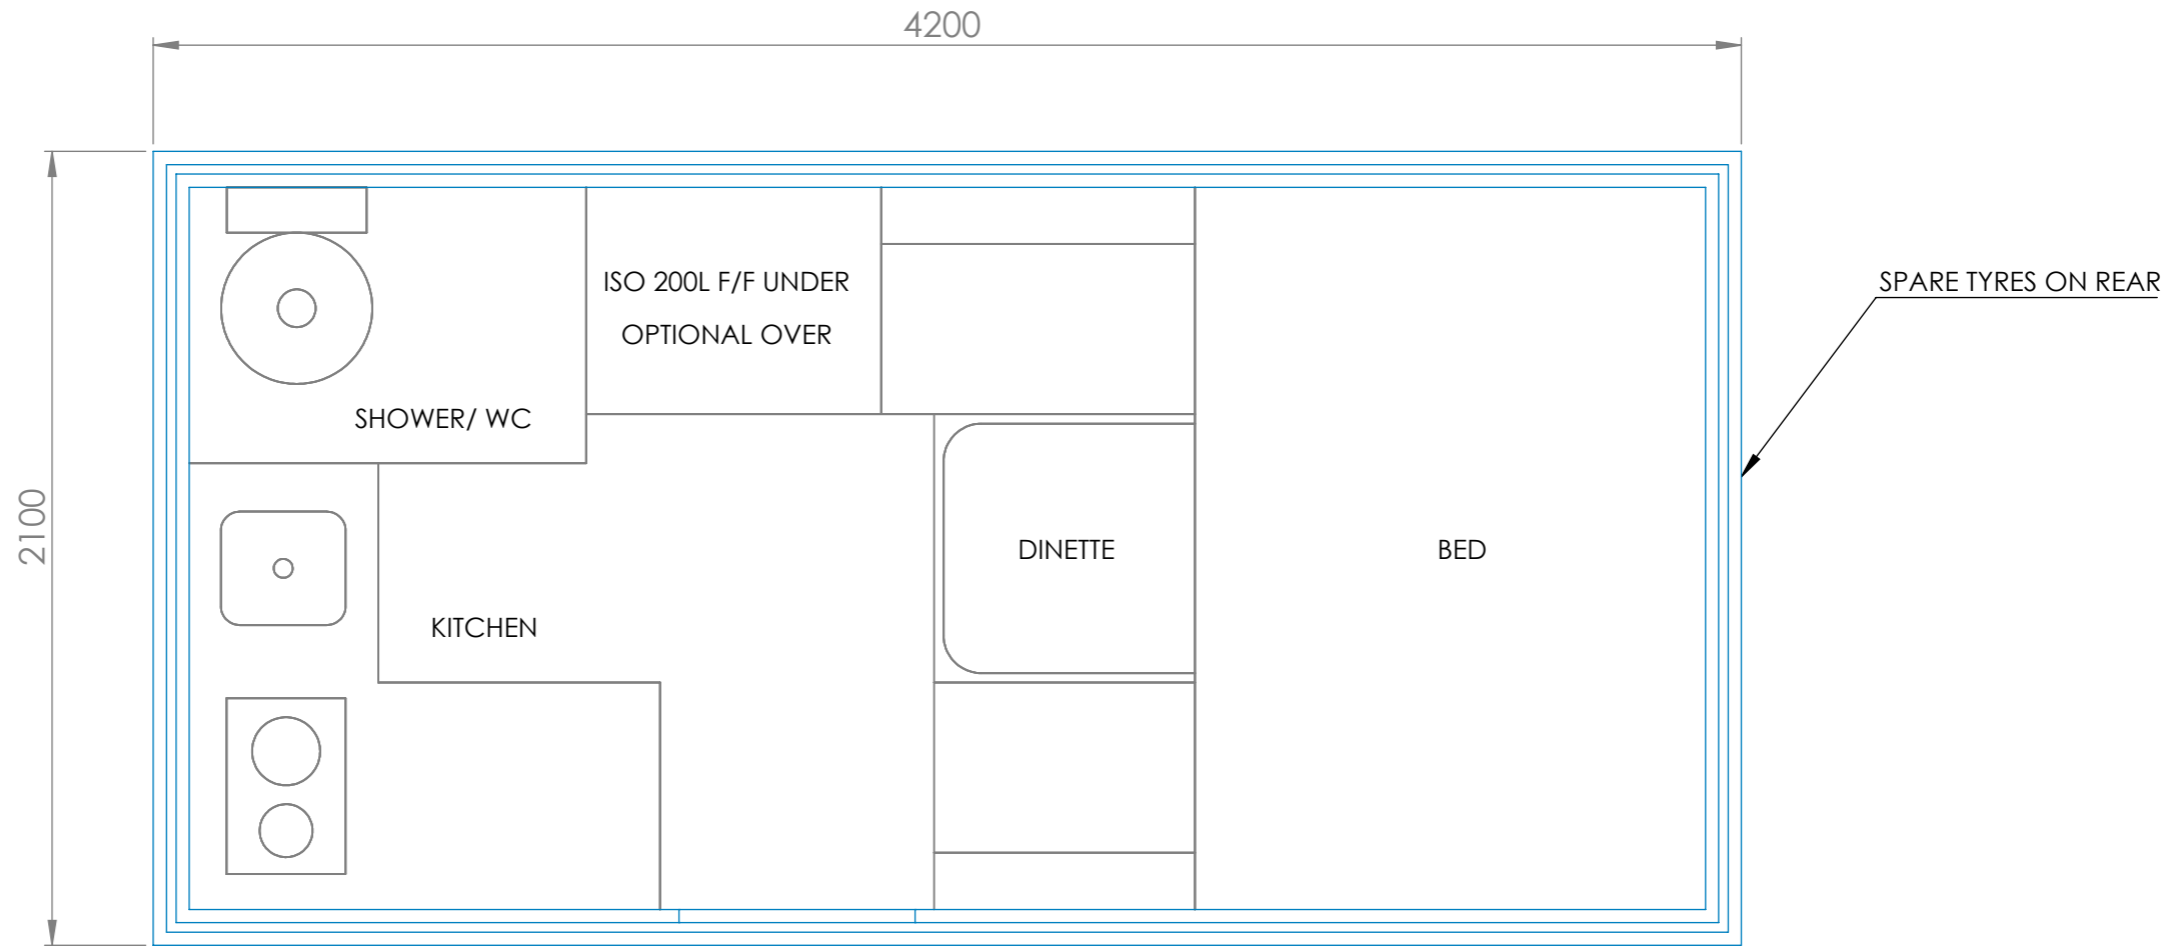 4200
ISO 200L F/F UNDER
OPTIONAL OVER
SPARE TYRES ON REAR
SHOWER/ WC
2100
DINETTE
BED
KITCHEN